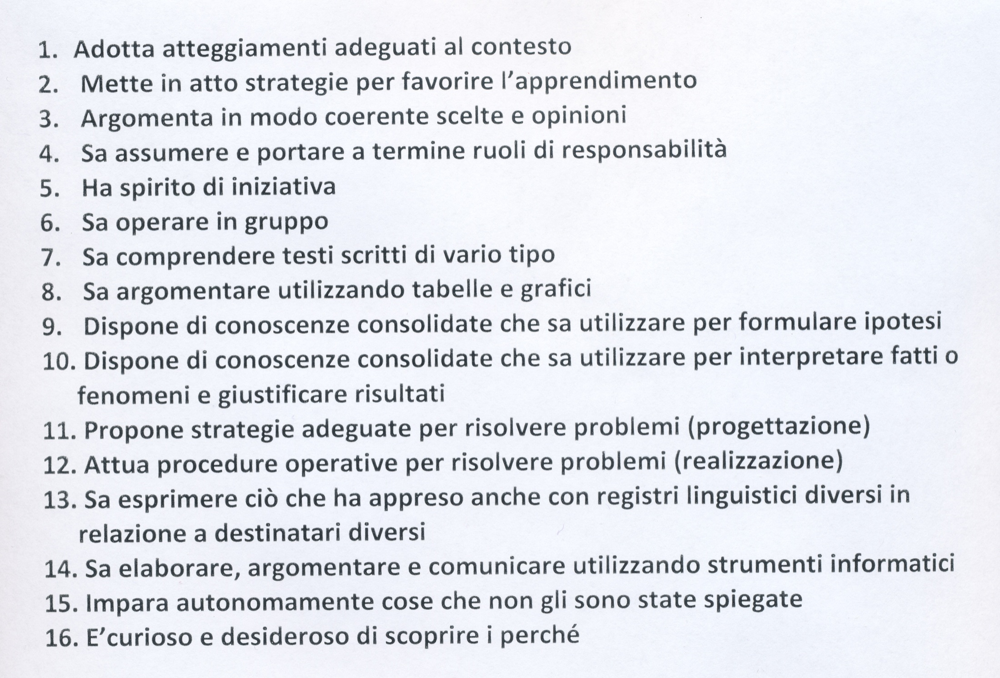 1. Adotta atteggiamenti adeguati al contesto
2. Mette in atto strategie per favorire l’apprendimento
3. Argomenta in modo coerente scelte e opinioni
4. Sa assumere e portare a termine ruoli di responsabilità
5. Ha spirito di iniziativa
6. Sa operare in gruppo
7. Sa comprendere testi scritti di vario tipo
8. Sa argomentare utilizzando tabelle e grafici
9. Dispone di conoscenze consolidate che sa utilizzare per formulare ipotesi
10. Dispone di conoscenze consolidate che sa utilizzare per interpretare fatti o
fenomeni e giustificare risultati
11. Propone strategie adeguate per risolvere problemi (progettazione)
12. Attua procedure operative per risolvere problemi (realizzazione)
13. Sa esprimere ciò che ha appreso anche con registri linguistici diversi in
relazione a destinatari diversi
14. Sa elaborare, argomentare e comunicare utilizzando strumenti informatici
15. Impara autonomamente cose che non gli sono state spiegate
16. E’curioso e desideroso di scoprire i perché